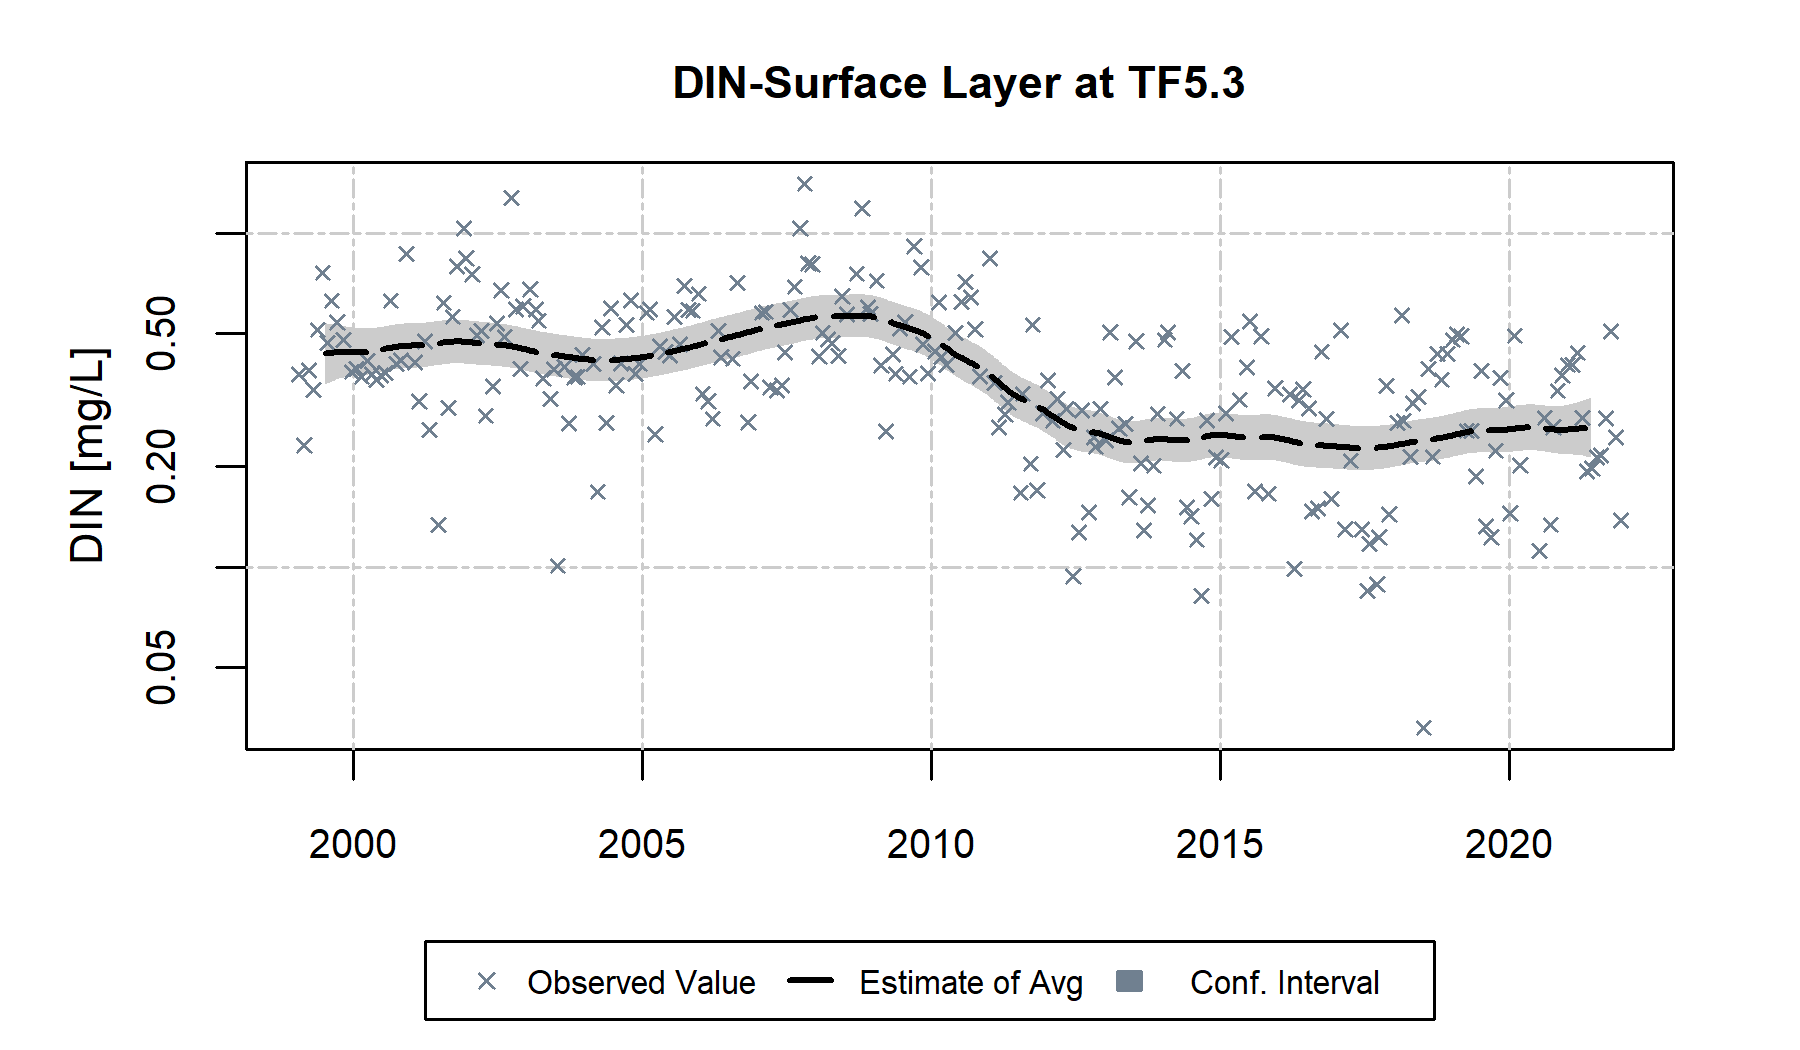 DIN-Surface Layer at TF5.3
DIN [mg/L]
0.50
0.20
0.05
2000 2005 2010 2015 2020
Observed Value Estimate of Avg Conf. Interval